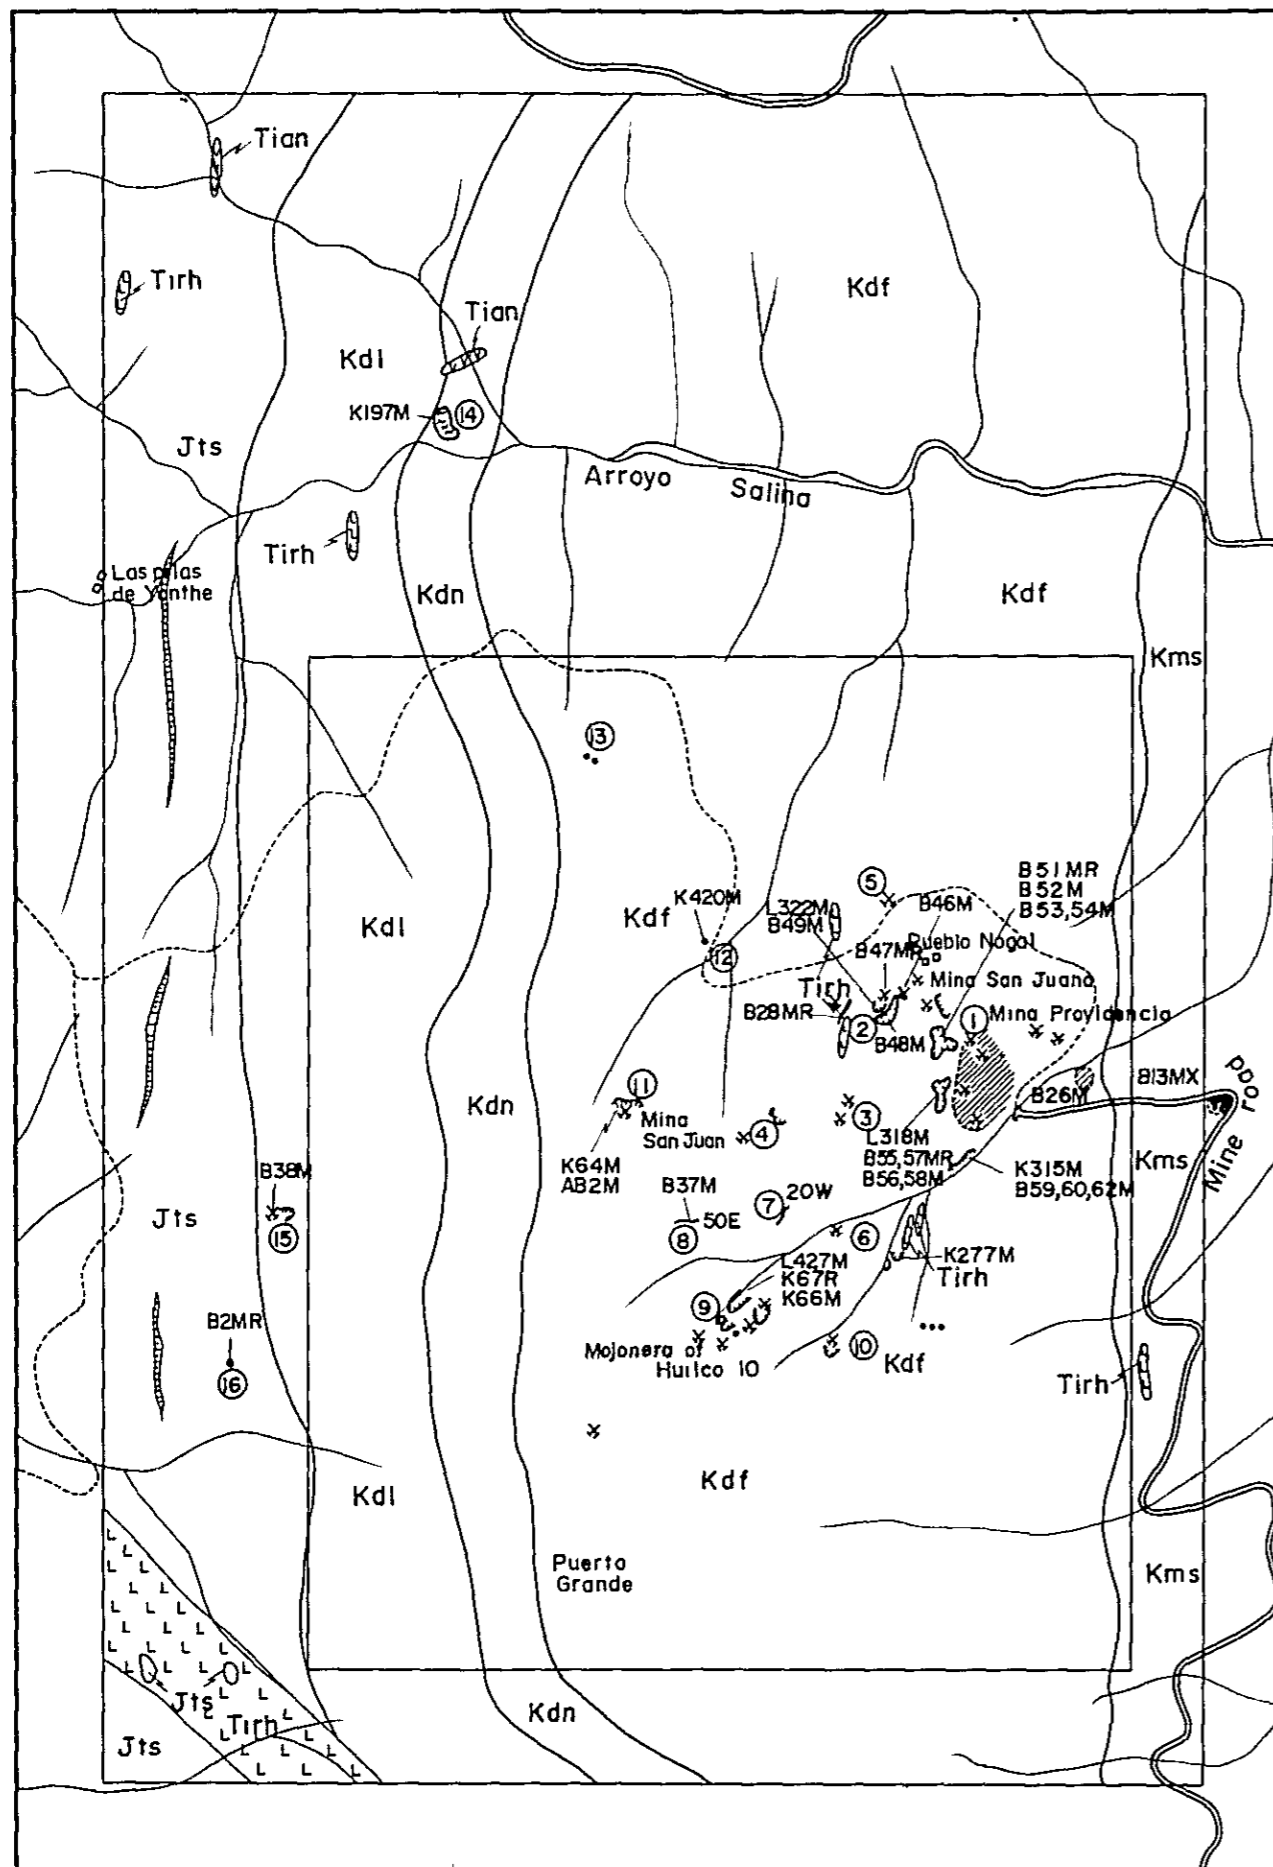 Tian
Tirh
Tian
Kdf
Kdl
K197M
14
Jts
Arroyo Salina
Tirh
Las pilas
de Yonthe
Kdn
Kdf
Kms
13
B51MR
B52M
B53,54M
5
K420M
L322M
B49M
B46M
Kdl
Kdf
12
B47MR
Pueblo Nogal
Mina San Juana
Tirh
B28MR
2
B48M
1
Mina Providencia
11
Mina
San Juan
Kdn
4
3
B26M
B13MX
Mine road
L318M
B55,57MR
B56,58M
K64M
AB2M
K315M
B59,60,62M
Kms
B38M
B37M
7
20W
50E
Jts
15
8
6
L427M
K67R
K66M
K277M
Tirh
9
B2MR
Mojonera of
Huilco 10
10
Kdf
16
Tirh
Kdl
Kdf
Puerto
Grande
Kms
Jts
Tirh
Kdn
Jts